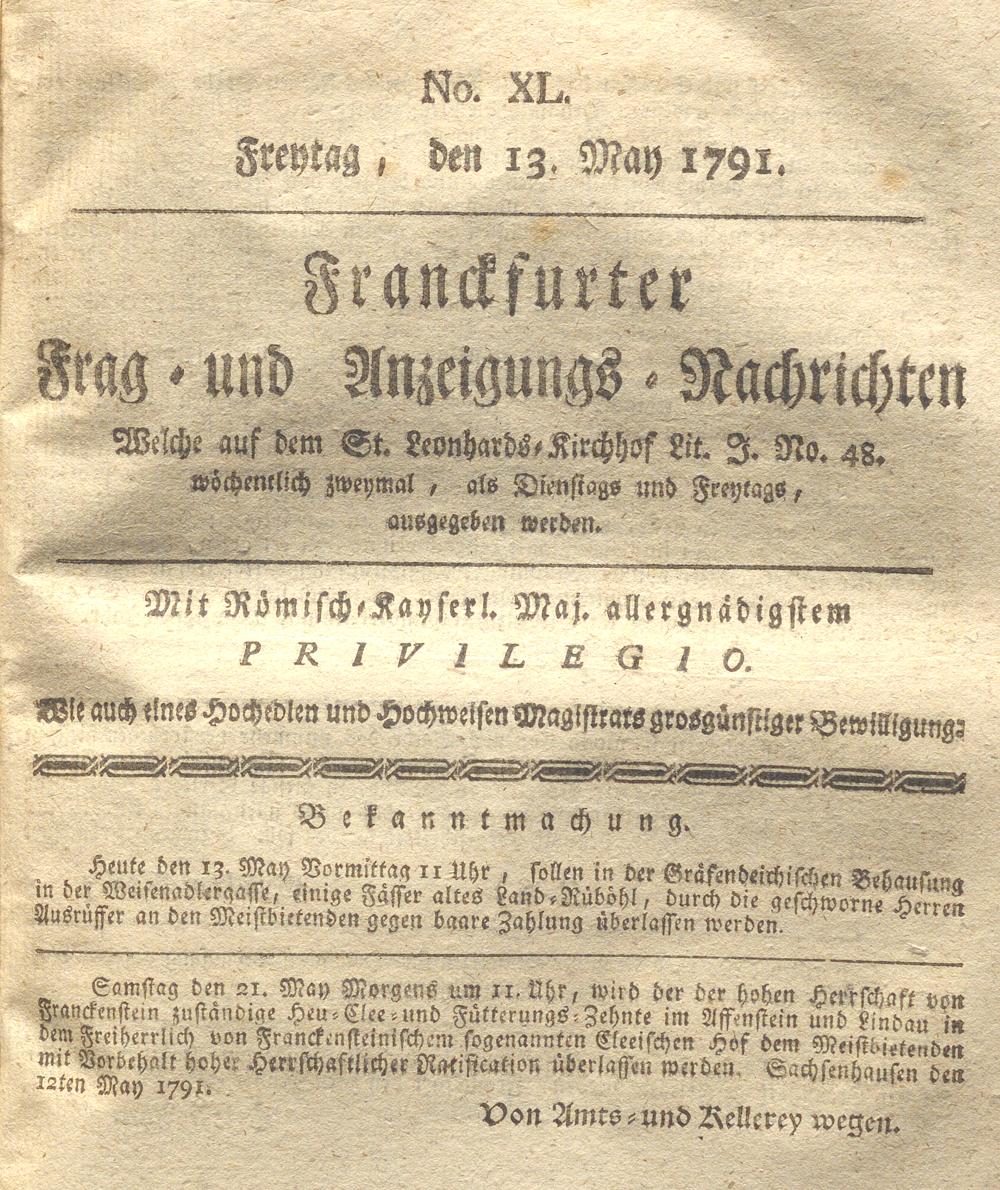 No. XL.
Freytag, den 13. May 1791.
Franckfurter
Frag- und Anzeigungs-Nachrichten
Welche auf dem St. Leonhards-Kirchhof Lit. J. No. 48.
wöchentlich zweymal, als Dienstags und Freytags,
ausgegeben werden.
Mit Römisch-Kayserl. Maj. allergnädigstem
PRIVILEGIO.
Wie auch eines Hochedlen und Hochweisen Magistrats grosgünstiger Bewilligung.
Bekanntmachung.
Heute den 13. May Vormittag 11 Uhr, sollen in der Gräfendeichischen Behausung
in der Weisenadlergasse, einige Fässer altes Land-Rüböhl, durch die geschworne Herren
Ausrüffer an den Meistbietenden gegen baare Zahlung überlassen werden.
Samstag den 21. May Morgens um 11. Uhr, wird der der hohen Herrschaft von
Franckenstein zuständige Heu-Clee-und Fütterungs-Zehnte im Affenstein und Lindau in
dem Freiherrlich von Franckensteinischem sogenannten Cleeischen Hof dem Meistbietenden
mit Vorbehalt hoher Herrschaftlicher Ratification überlassen werden. Sachsenhausen den
12ten May 1791.
Von Amts-und Kellerey wegen.